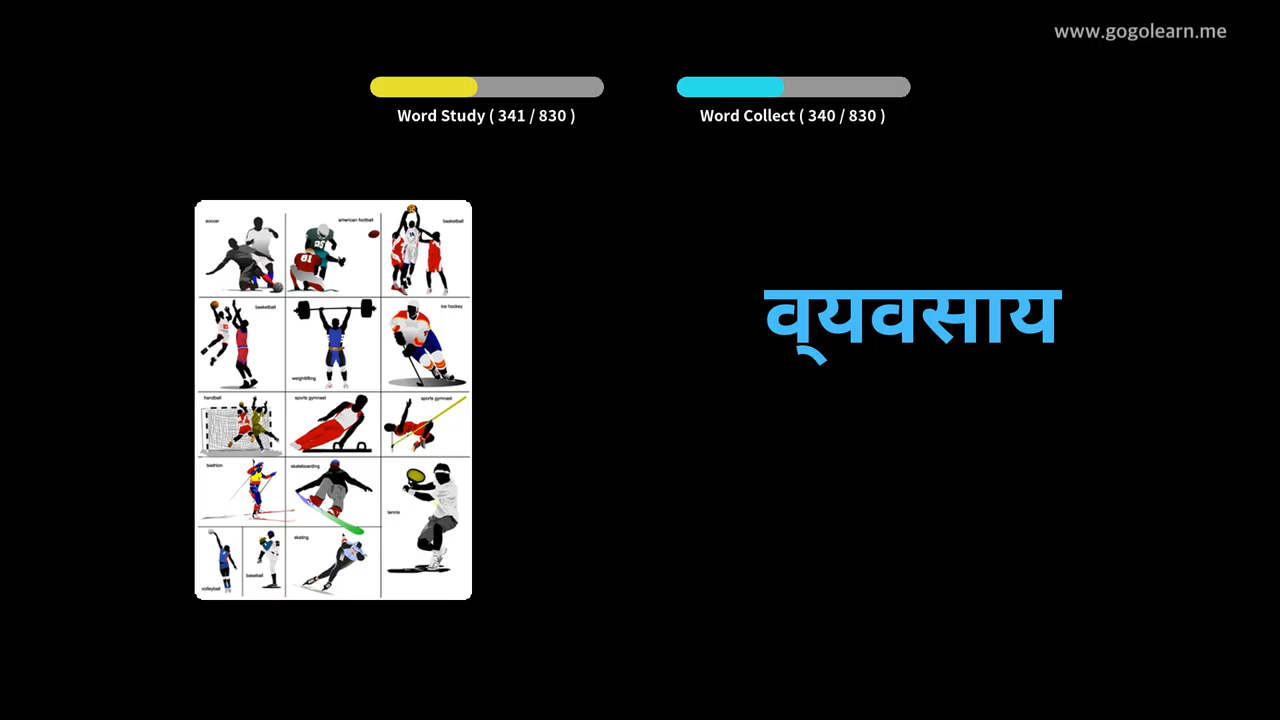 www.gogolearn.me
Word Study ( 341 / 830 )
Word Collect ( 340 / 830 )
soccer
american football
basketball
basketball
weightlifting
ice hockey
handball
sports gymnast
sports gymnast
biathlon
skateboarding
tennis
volleyball
baseball
skating
व्‌यवसाय